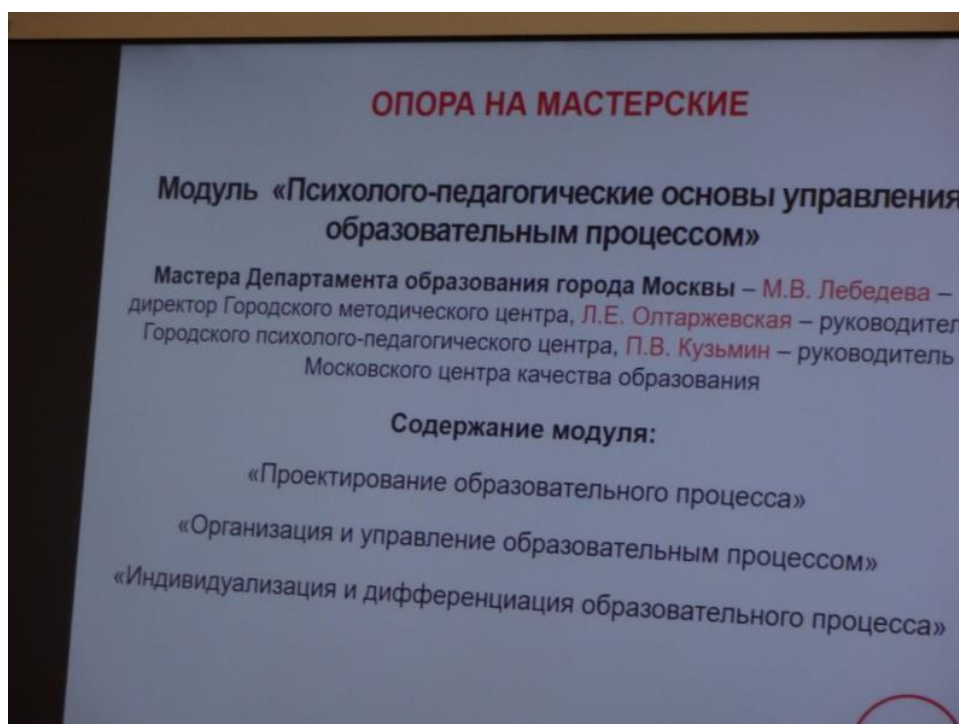 ОПОРА НА МАСТЕРСКИЕ
Модуль «Психолого-педагогические основы управления
образовательным процессом»
Мастера Департамента образования города Москвы – М.В. Лебедева –
директор Городского методического центра, Л.Е. Олтаржевская – руководител
Городского психолого-педагогического центра, П.В. Кузьмин – руководитель
Московского центра качества образования
Содержание модуля:
«Проектирование образовательного процесса»
«Организация и управление образовательным процессом»
«Индивидуализация и дифференциация образовательного процесса»